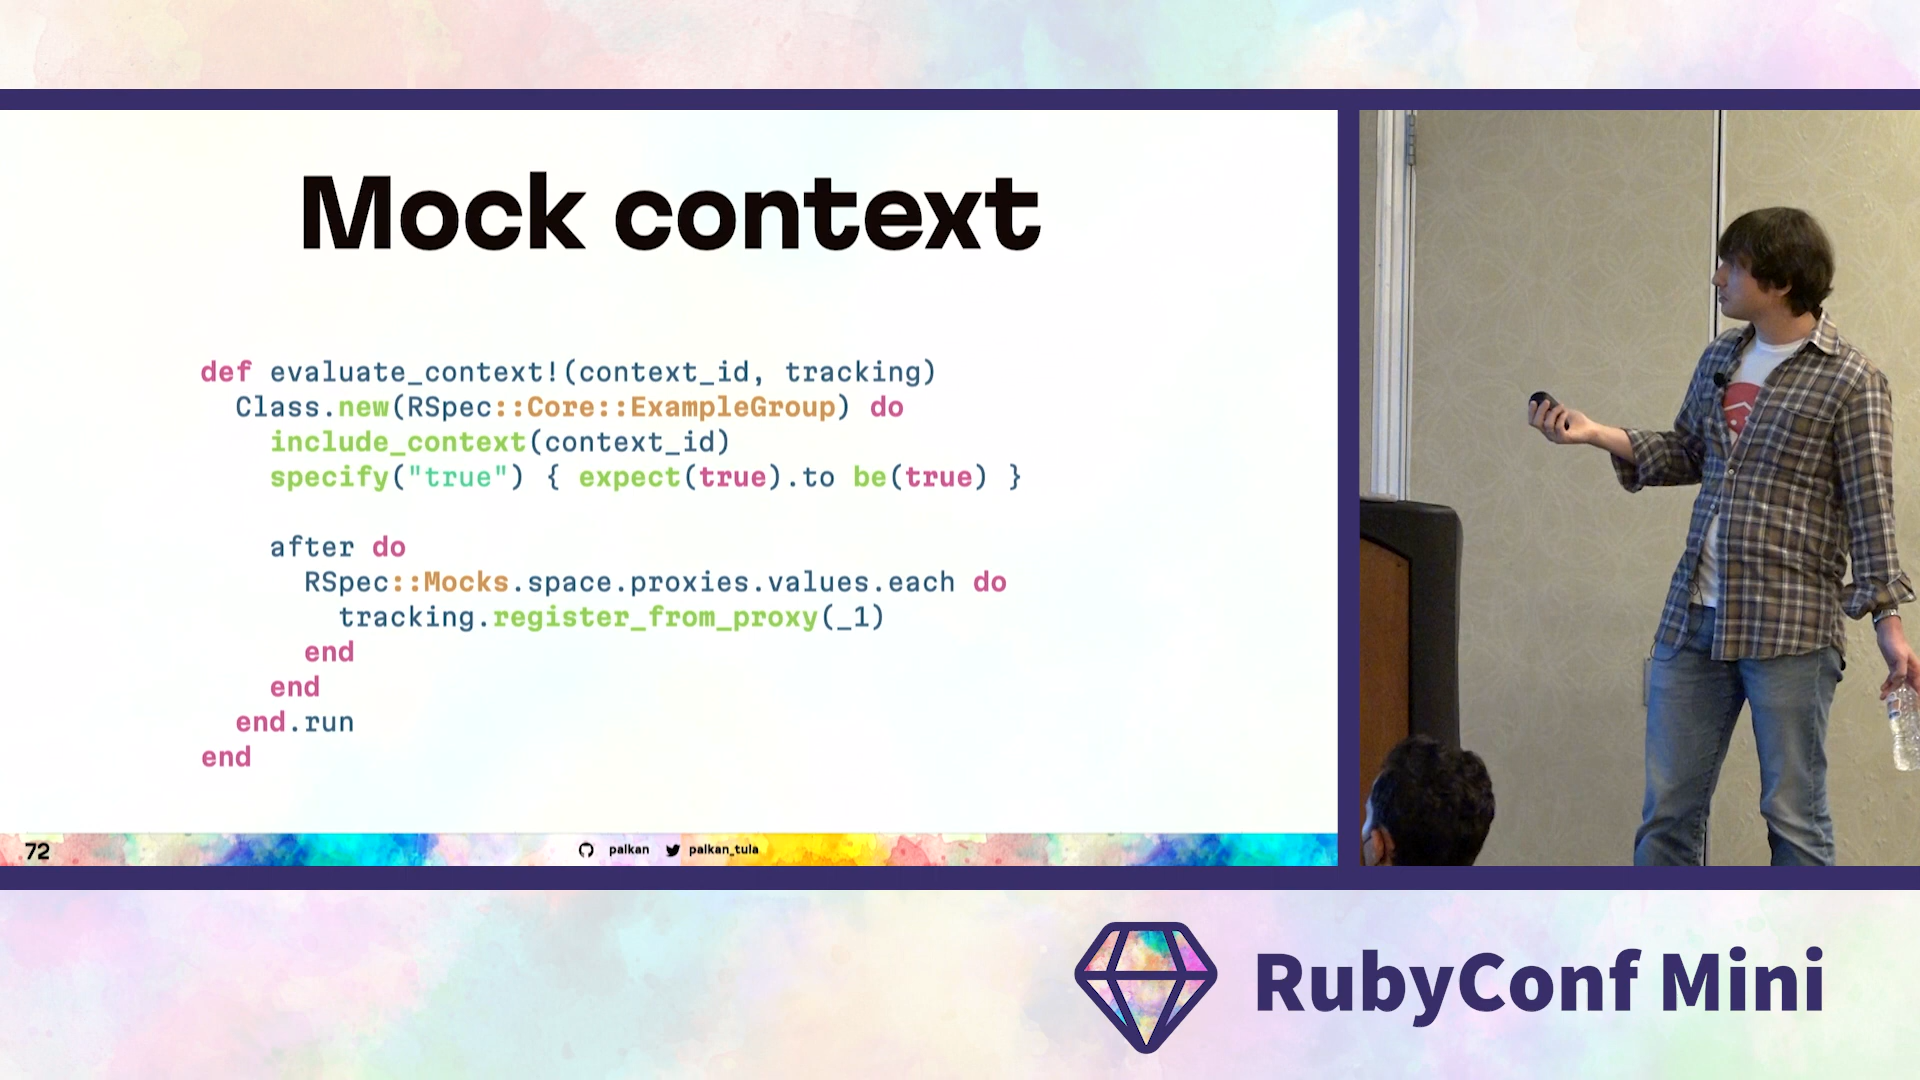 Mock context
def evaluate_context!(context_id, tracking)
  Class.new(RSpec::Core::ExampleGroup) do
    include_context(context_id)
    specify("true") { expect(true).to be(true) }

    after do
      RSpec::Mocks.space.proxies.values.each do
        tracking.register_from_proxy(_1)
      end
    end
  end.run
end
72
palkan
palkan_tula
RubyConf Mini